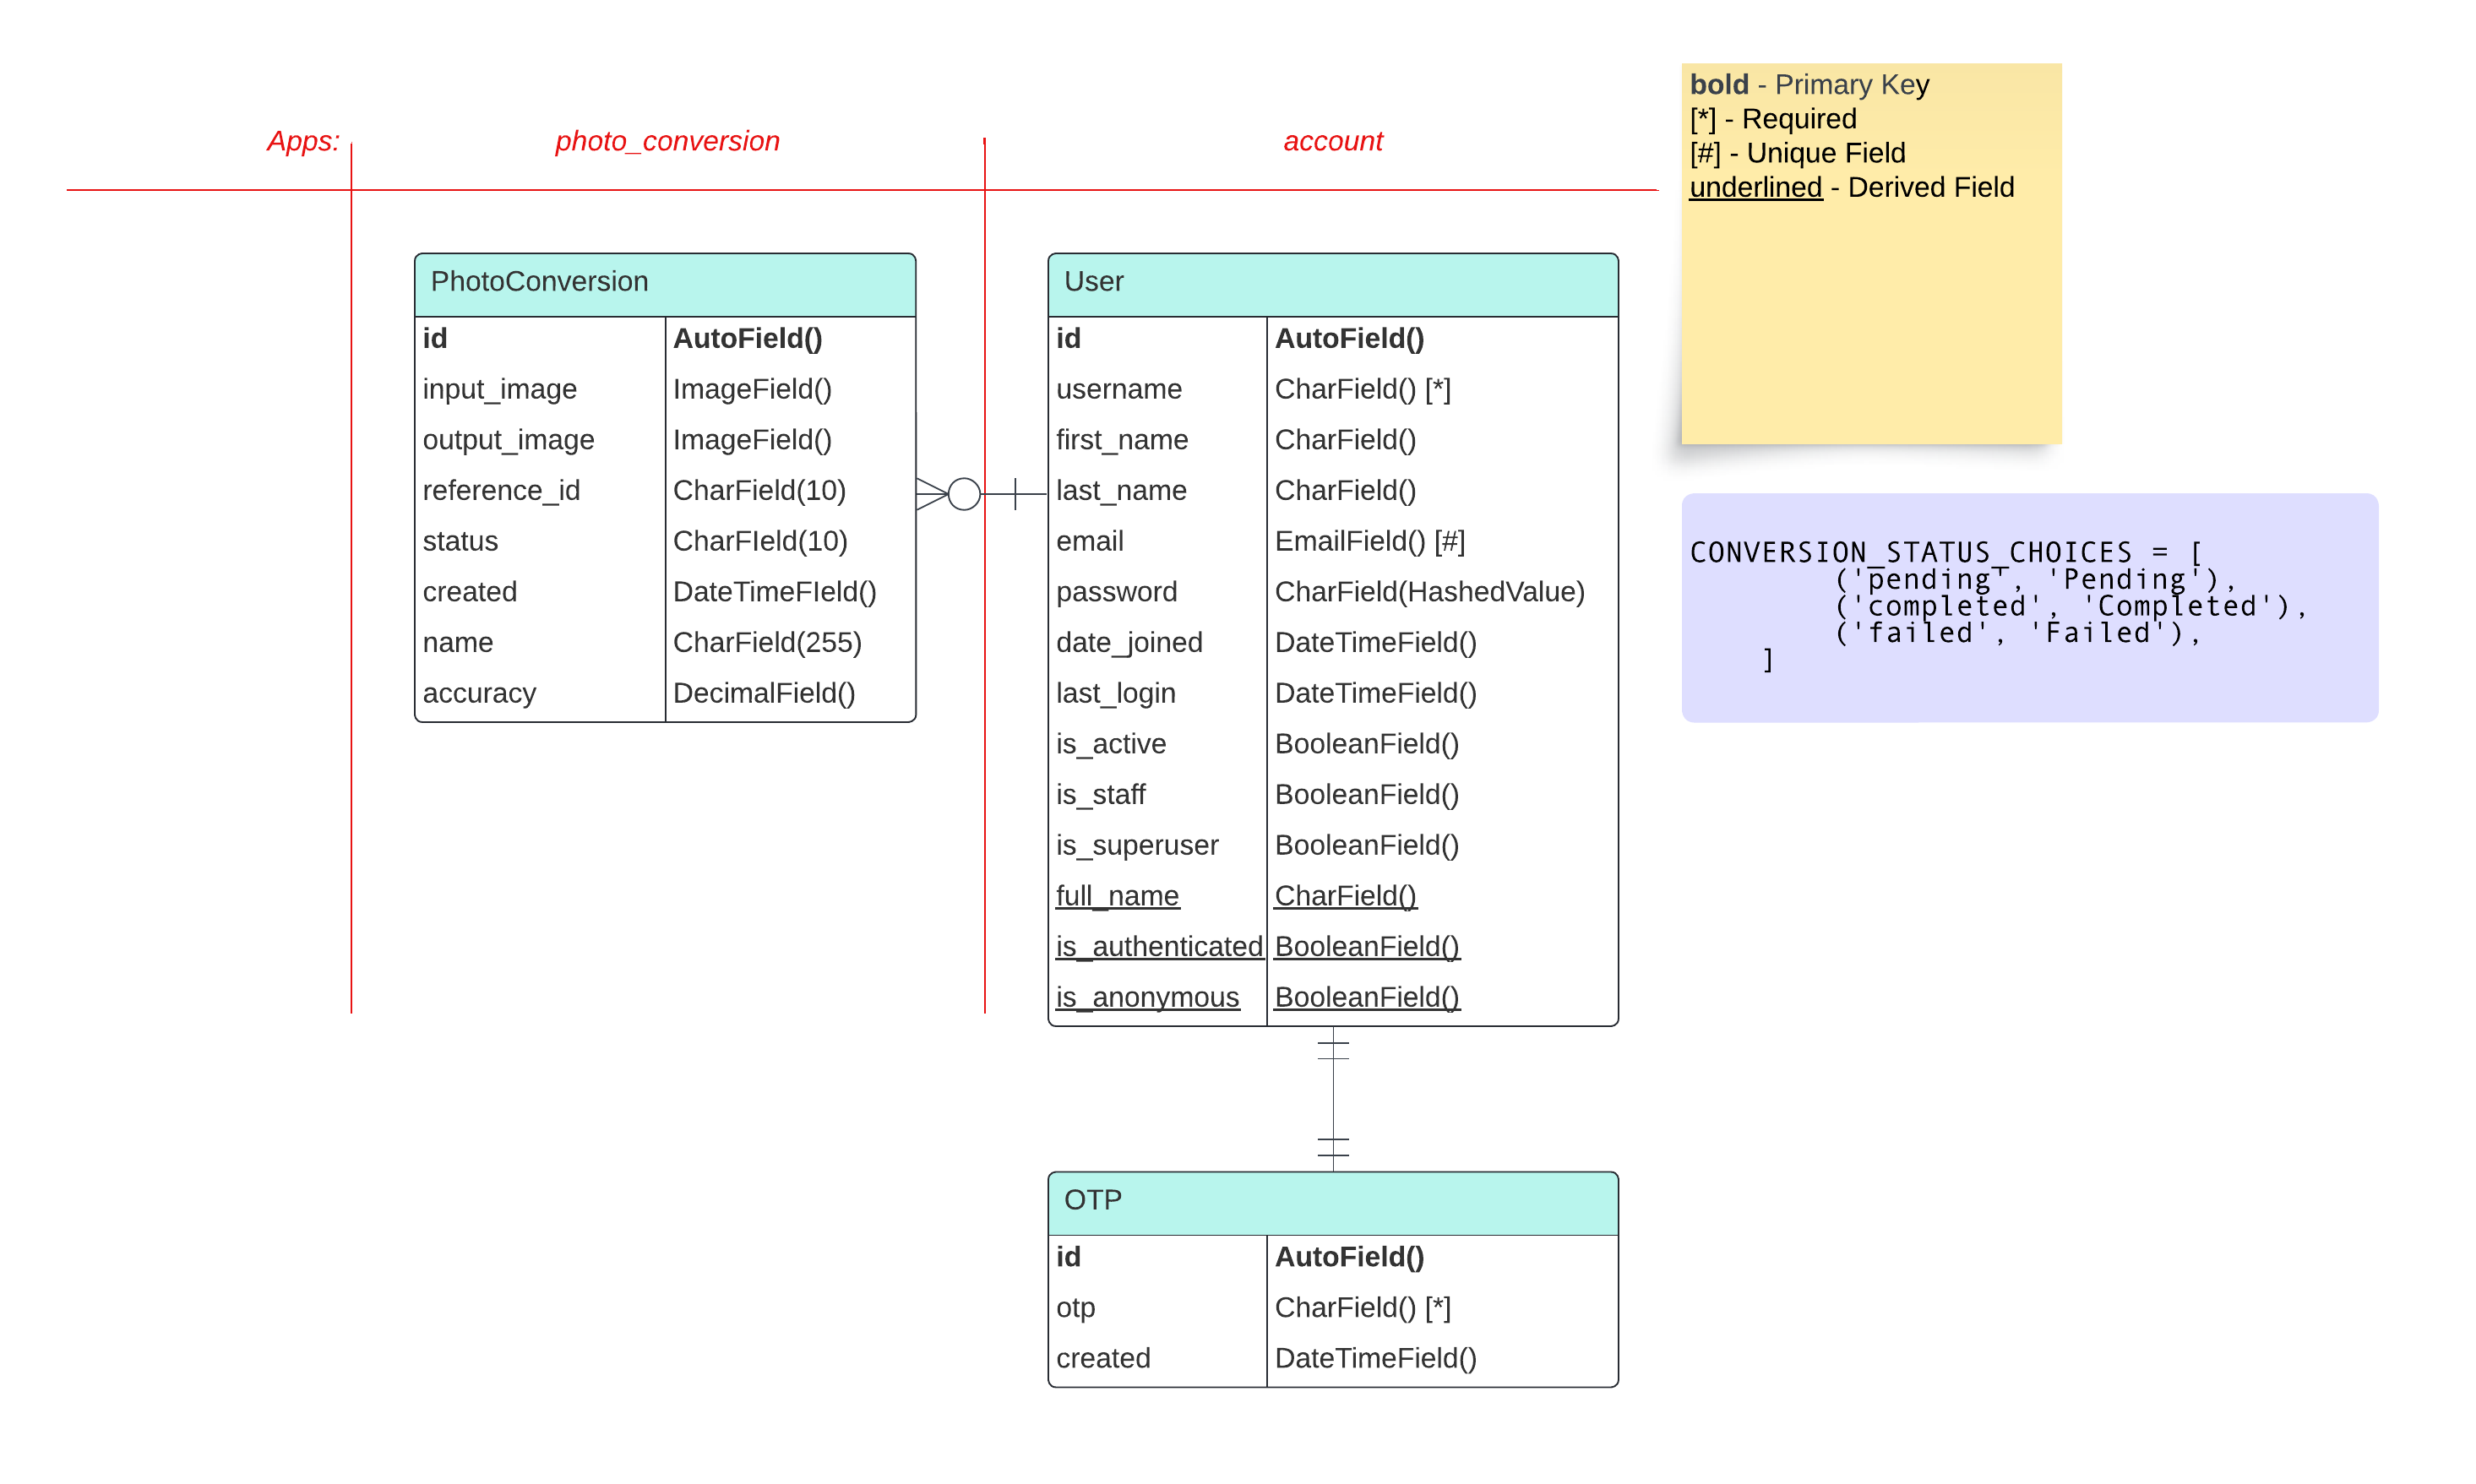 Apps:
photo_conversion
account
bold - Primary Key
[*] - Required
[#] - Unique Field
underlined - Derived Field
PhotoConversion
id AutoField()
input_image ImageField()
output_image ImageField()
reference_id CharField(10)
status CharFIeld(10)
created DateTimeFIeld()
name CharField(255)
accuracy DecimalField()
User
id AutoField()
username CharField() [*]
first_name CharField()
last_name CharField()
email EmailField() [#]
password CharField(HashedValue)
date_joined DateTimeField()
last_login DateTimeField()
is_active BooleanField()
is_staff BooleanField()
is_superuser BooleanField()
full_name CharField()
is_authenticated BooleanField()
is_anonymous BooleanField()
CONVERSION_STATUS_CHOICES = [
('pending', 'Pending'),
('completed', 'Completed'),
('failed', 'Failed'),
]
OTP
id AutoField()
otp CharField() [*]
created DateTimeField()